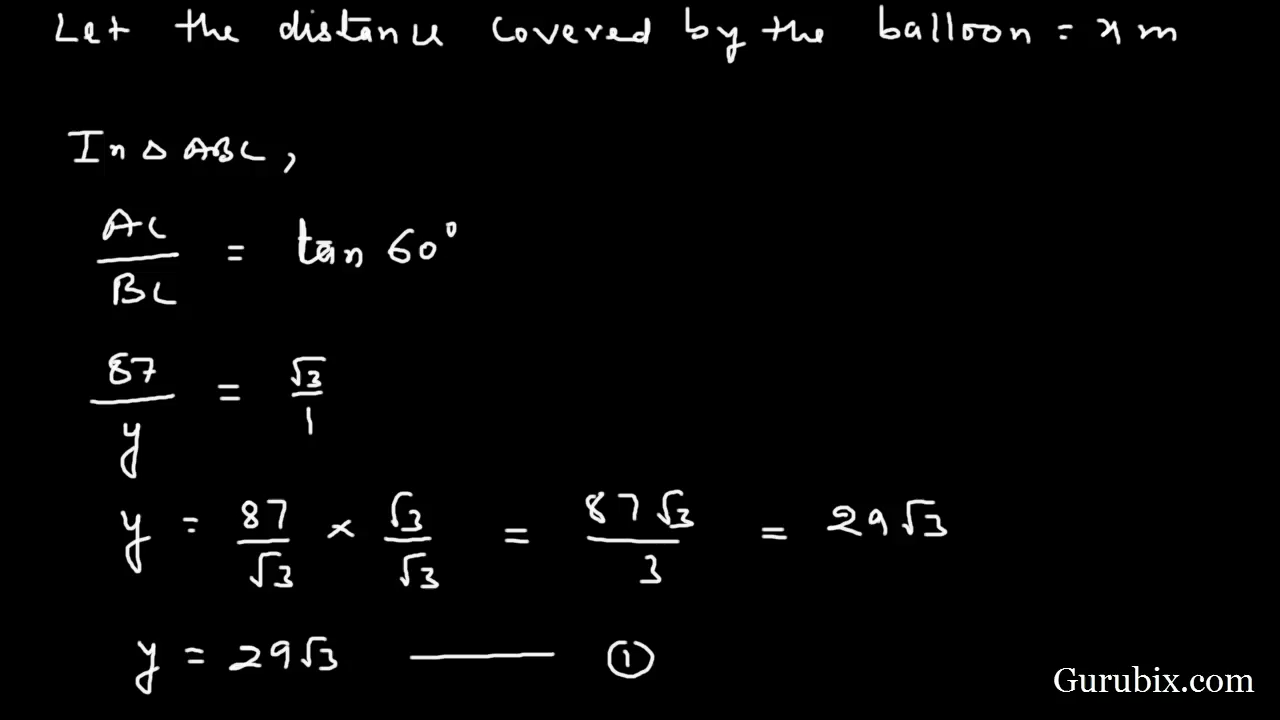 Let the distance covered by the balloon = x m
In △ ABC,
AC/BC = tan 60°
87/y = √3/1
y = 87/√3 × √3/√3 = 87√3/3 = 29√3
y = 29√3 —— ①
Gurubix.com